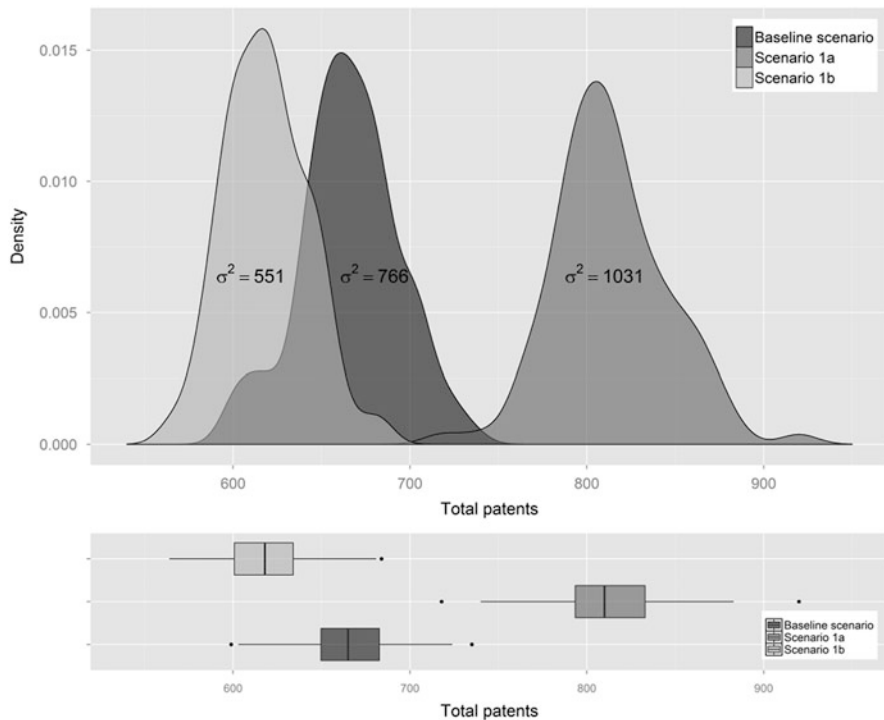 Baseline scenario
Scenario 1a
Scenario 1b
0.015
0.010
0.005
0.000
Density
σ² = 551
σ² = 766
σ² = 1031
600
700
800
900
Total patents
Baseline scenario
Scenario 1a
Scenario 1b
600
700
800
900
Total patents